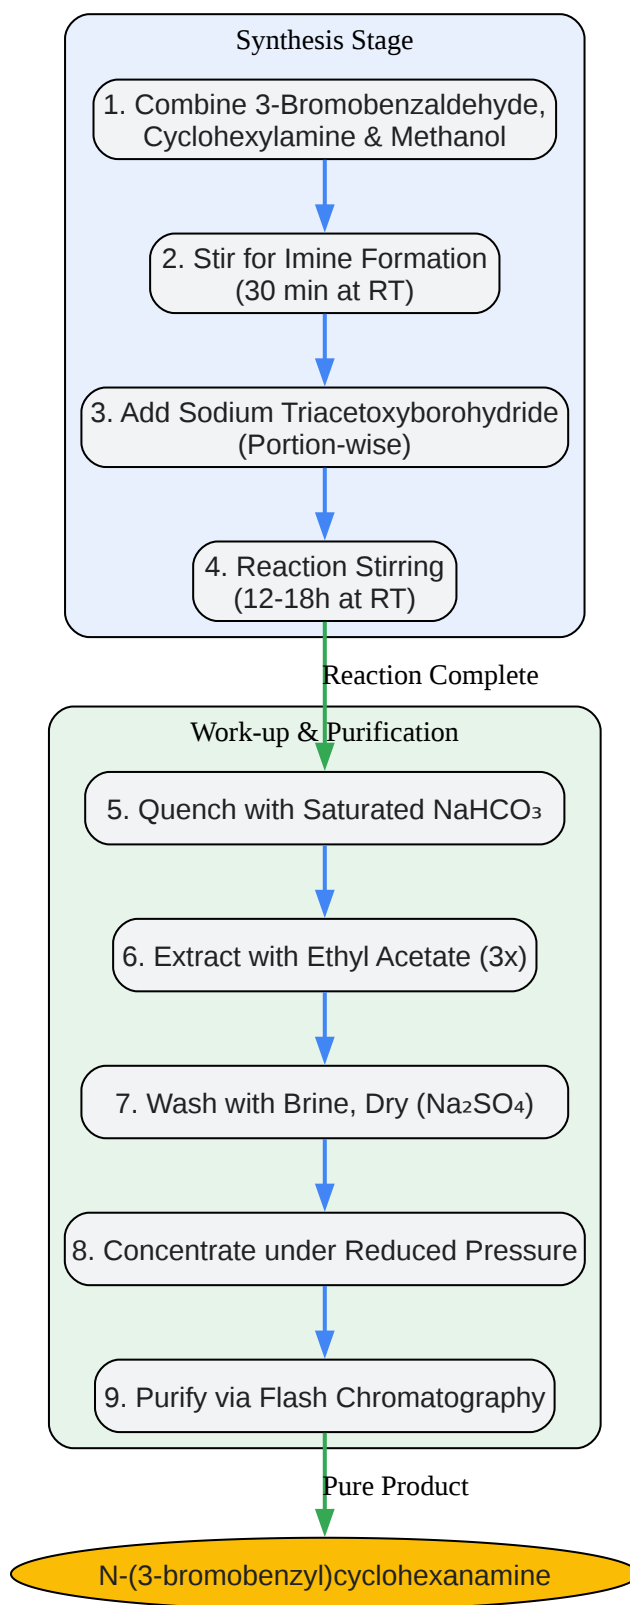 Synthesis Stage
1. Combine 3-Bromobenzaldehyde,
Cyclohexylamine & Methanol
2. Stir for Imine Formation
(30 min at RT)
3. Add Sodium Triacetoxyborohydride
(Portion-wise)
4. Reaction Stirring
(12-18h at RT)
Reaction Complete
Work-up & Purification
5. Quench with Saturated NaHCO₃
6. Extract with Ethyl Acetate (3x)
7. Wash with Brine, Dry (Na₂SO₄)
8. Concentrate under Reduced Pressure
9. Purify via Flash Chromatography
Pure Product
N-(3-bromobenzyl)cyclohexanamine